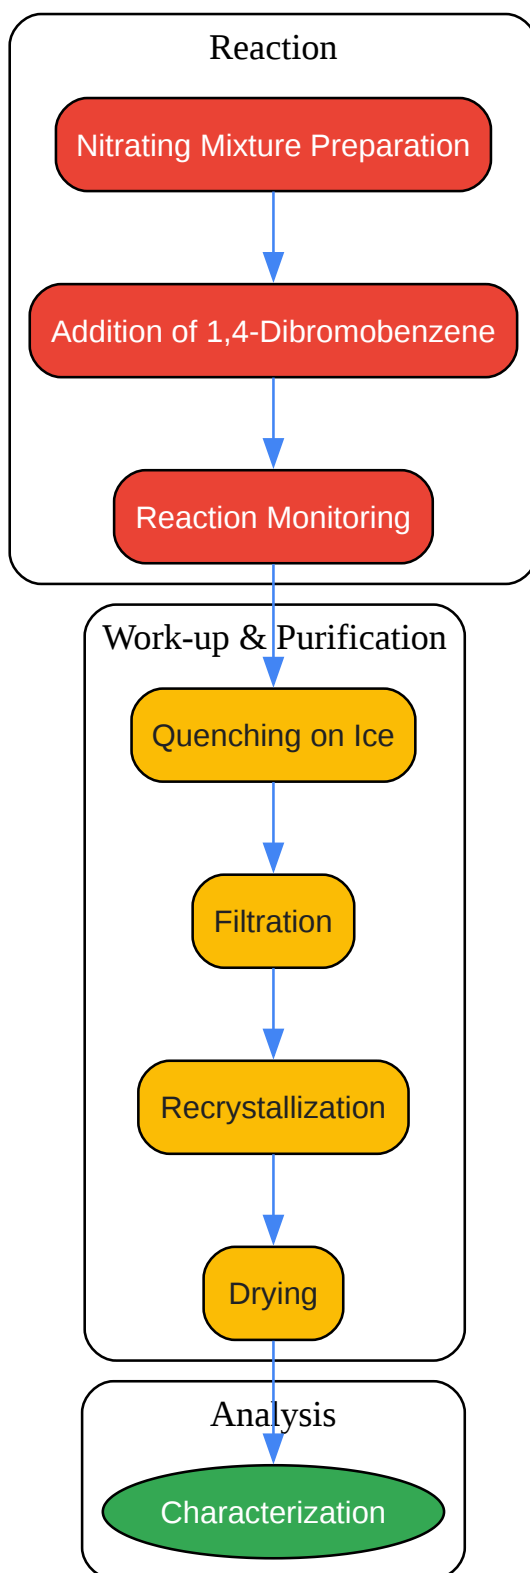 Reaction
Nitrating Mixture Preparation
Addition of 1,4-Dibromobenzene
Reaction Monitoring
Work-up & Purification
Quenching on Ice
Filtration
Recrystallization
Drying
Analysis
Characterization